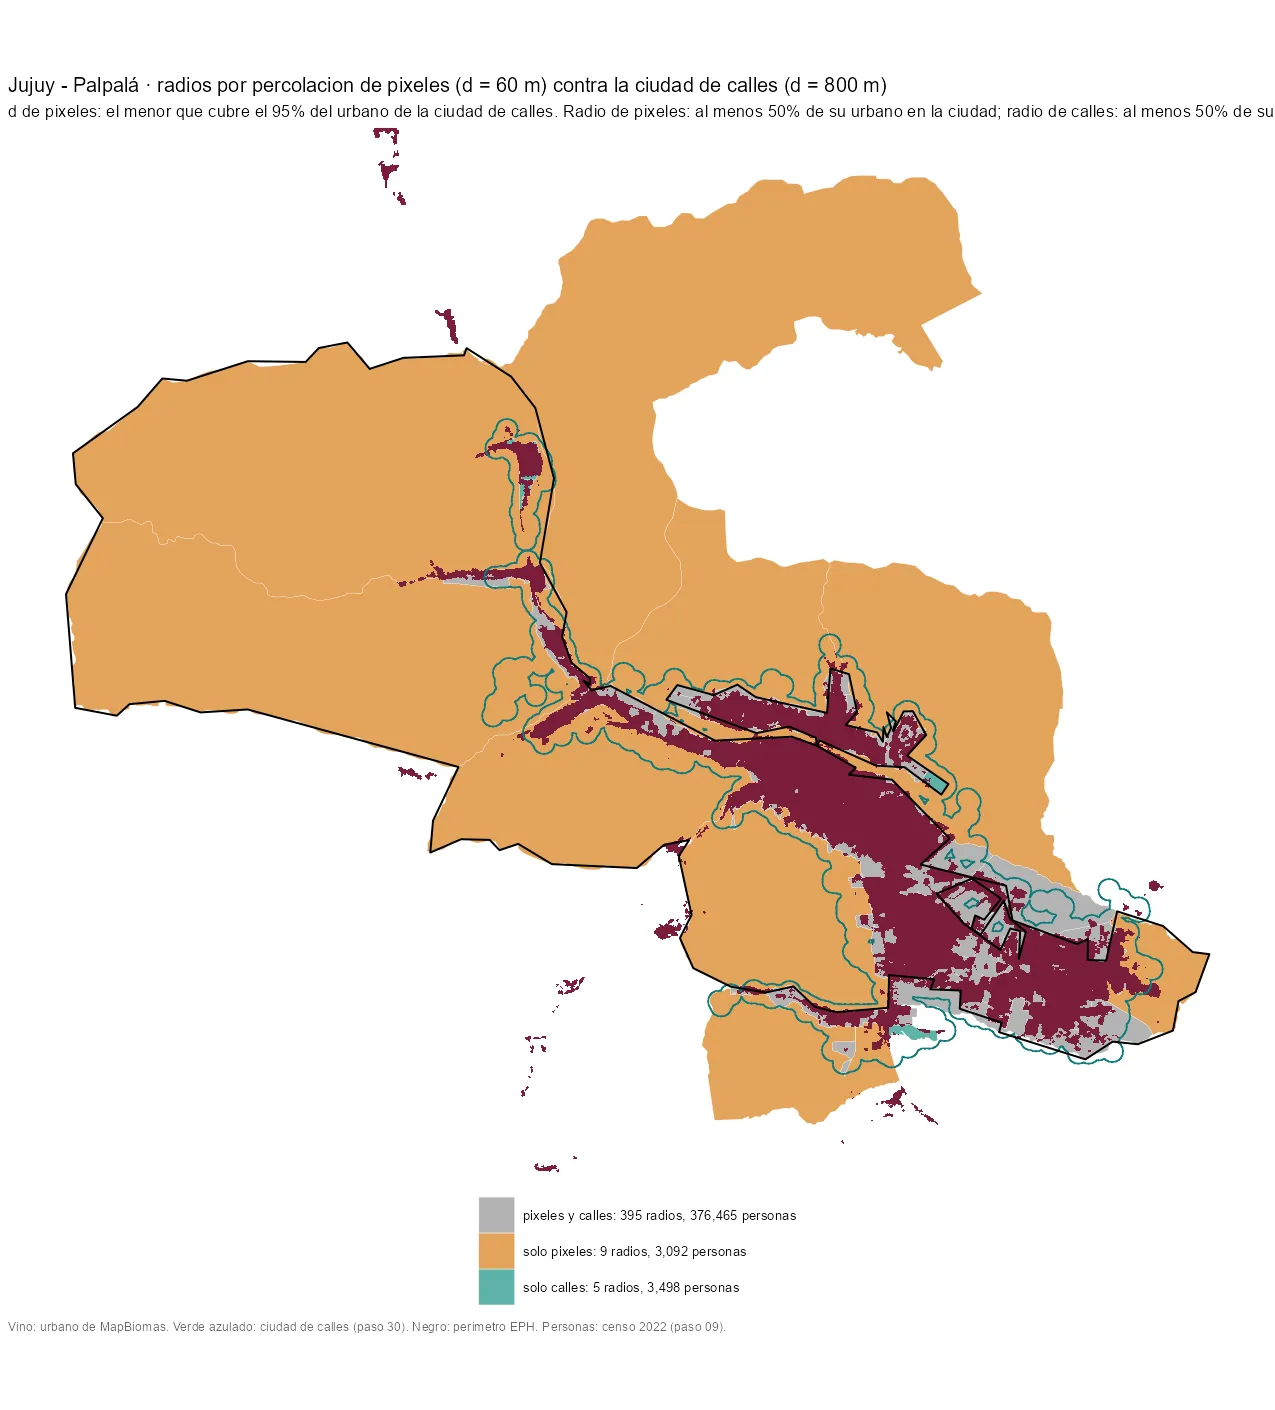 Jujuy - Palpalá · radios por percolacion de pixeles (d = 60 m) contra la ciudad de calles (d = 800 m)
d de pixeles: el menor que cubre el 95% del urbano de la ciudad de calles. Radio de pixeles: al menos 50% de su urbano en la ciudad; radio de calles: al menos 50% de su
pixeles y calles: 395 radios, 376,465 personas
solo pixeles: 9 radios, 3,092 personas
solo calles: 5 radios, 3,498 personas
Vino: urbano de MapBiomas. Verde azulado: ciudad de calles (paso 30). Negro: perimetro EPH. Personas: censo 2022 (paso 09).